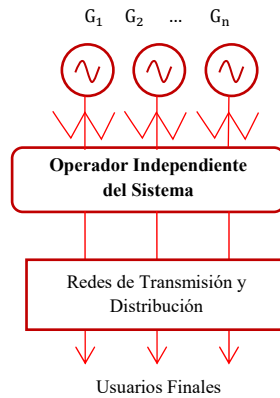 G₁ G₂ ... Gₙ
Operador Independiente
del Sistema
Redes de Transmisión y
Distribución
Usuarios Finales